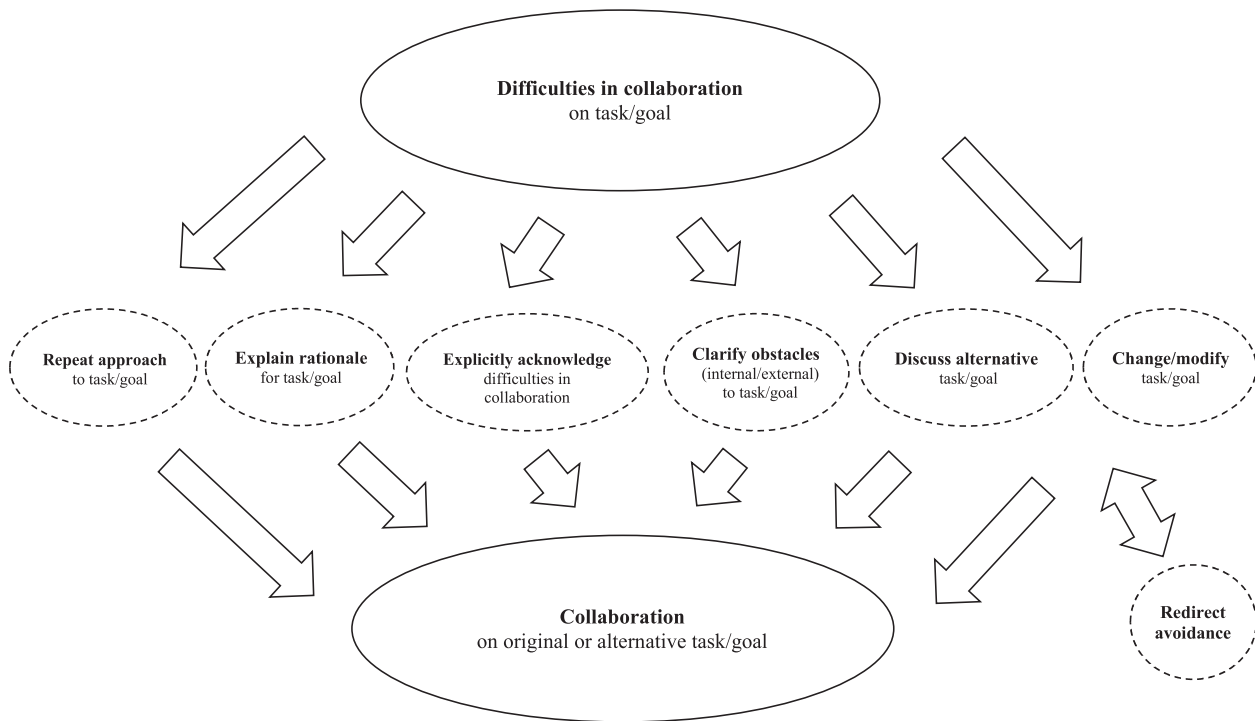 Difficulties in collaboration
on task/goal
Repeat approach
to task/goal
Explain rationale
for task/goal
Explicitly acknowledge
difficulties in
collaboration
Clarify obstacles
(internal/external)
to task/goal
Discuss alternative
task/goal
Change/modify
task/goal
Collaboration
on original or alternative task/goal
Redirect
avoidance